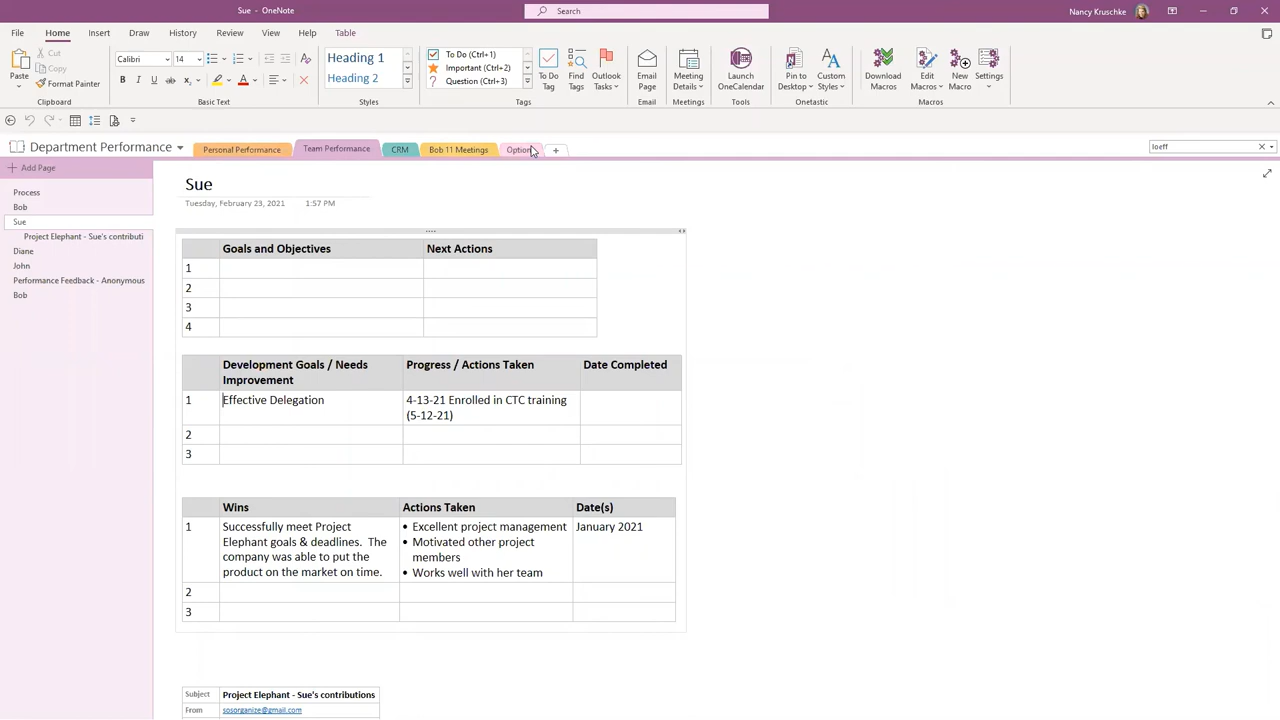 Sue - OneNote
Search
Nancy Kruschke
File Home Insert Draw History Review View Help Table
Paste
Cut
Copy
Format Painter
Clipboard
Calibri 14
B I U ab x A
Basic Text
Heading 1
Heading 2
Styles
To Do (Ctrl+1)
Important (Ctrl+2)
? Question (Ctrl+3)
To Do Tag
Find Tags
Outlook Tasks
Tags
Email Page
Email
Meeting Details
Meetings
Launch OneCalendar
Tools
Pin to Desktop
Custom Styles
Onetastic
Download Macros
Edit Macros
New Macro
Settings
Macros
Department Performance
Personal Performance
Team Performance
CRM
Bob 11 Meetings
Option
+
loeff
Add Page
Process
Bob
Sue
Project Elephant - Sue's contributi
Diane
John
Performance Feedback - Anonymous
Bob
Sue
Tuesday, February 23, 2021 1:57 PM
Goals and Objectives Next Actions
1
2
3
4
Development Goals / Needs Progress / Actions Taken Date Completed
Improvement
1 Effective Delegation 4-13-21 Enrolled in CTC training
(5-12-21)
2
3
Wins Actions Taken Date(s)
1 Successfully meet Project • Excellent project management January 2021
Elephant goals & deadlines. The • Motivated other project
company was able to put the members
product on the market on time. • Works well with her team
2
3
Subject Project Elephant - Sue's contributions
From sosorganize@gmail.com